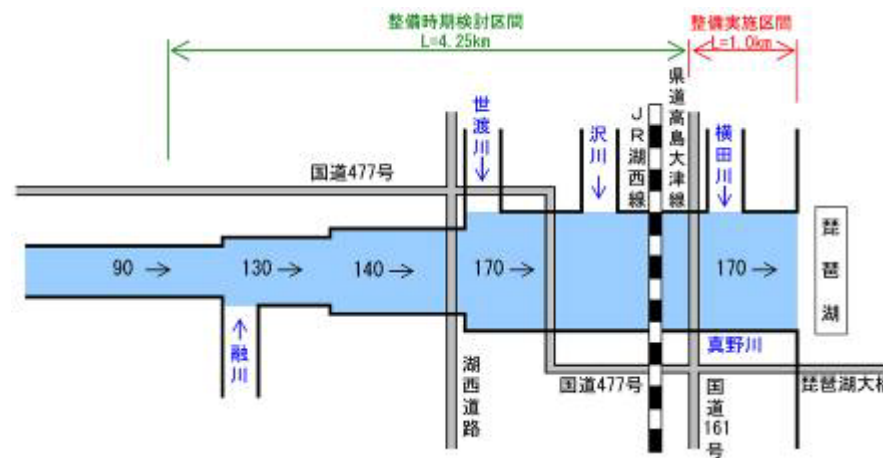 整備時期検討区間
L=4.25km
整備実施区間
L=1.0km
世渡川
沢川
JR湖西線
県道高島大津線
横田川
国道477号
琵琶湖
90
130
140
170
170
融川
湖西道路
国道477号
国道161号
真野川
琵琶湖大橋